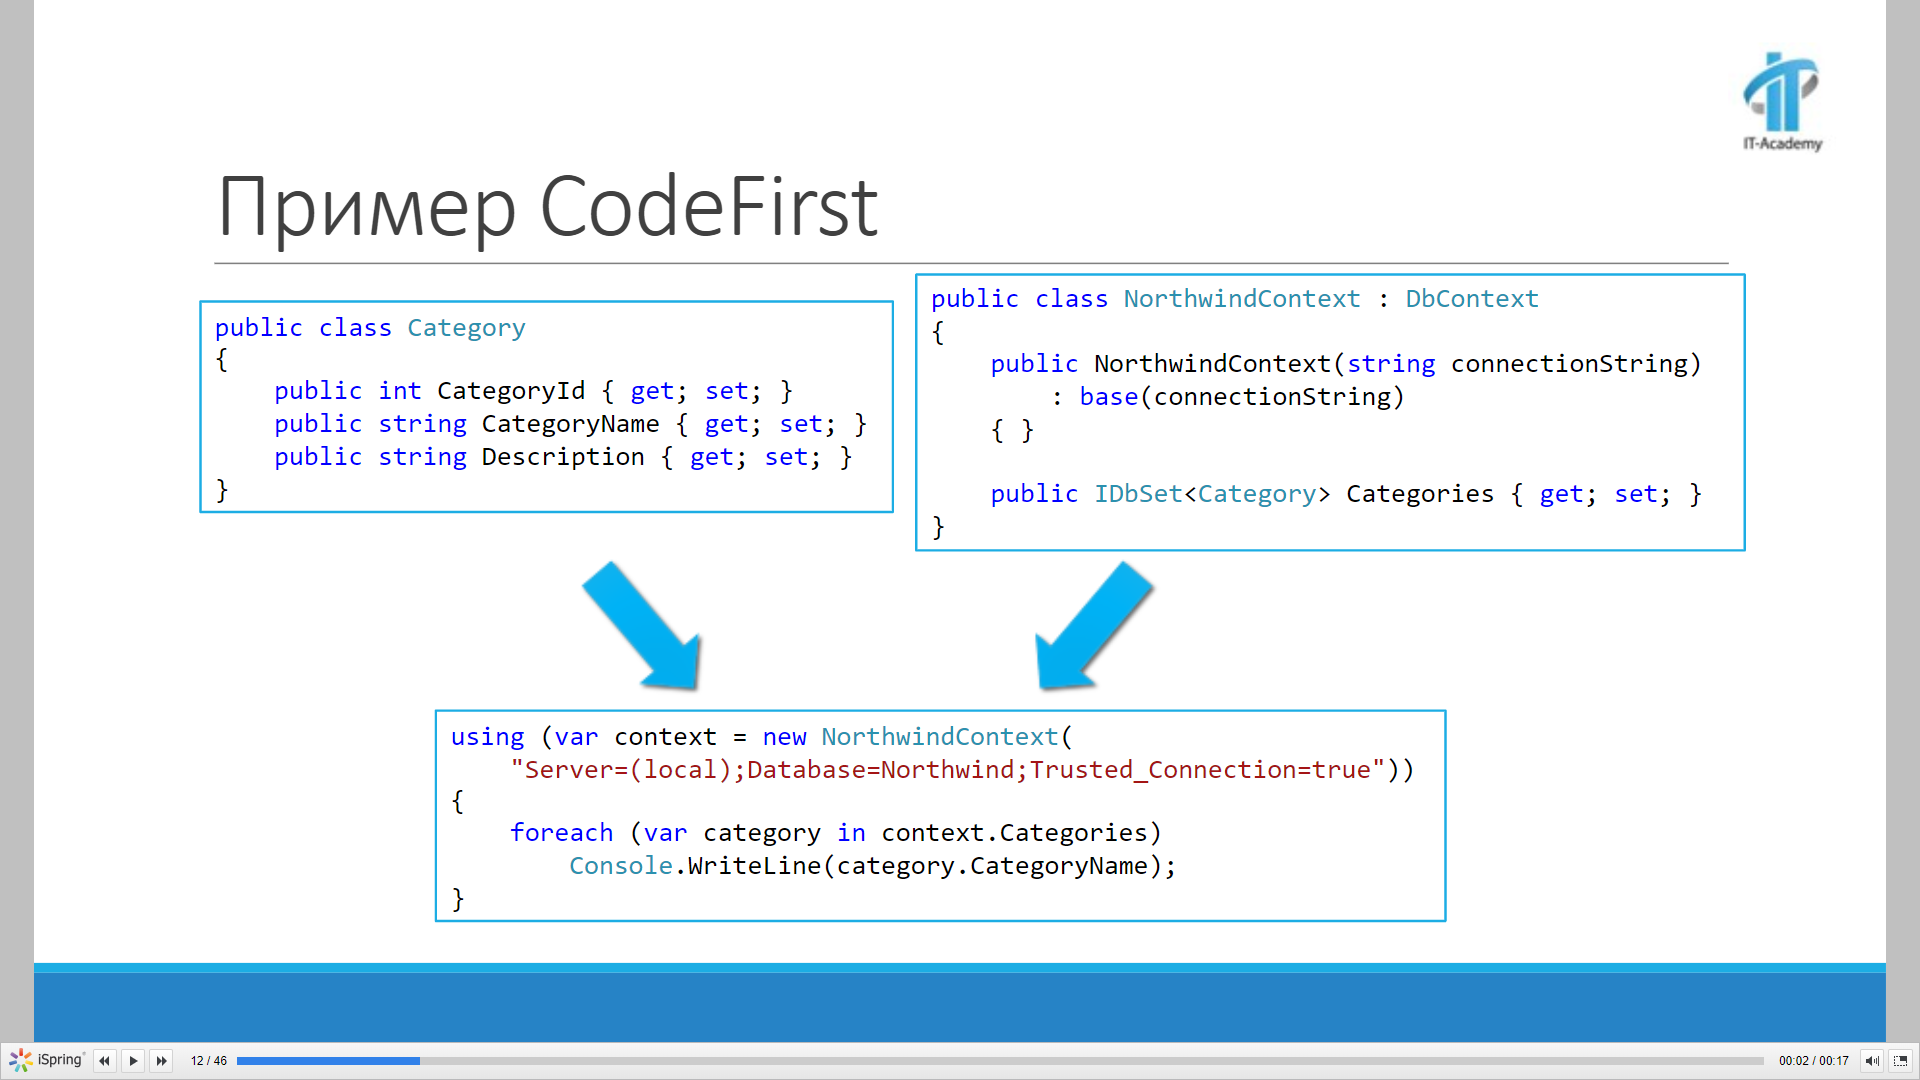 IT-Academy
Пример CodeFirst
public class Category
{
    public int CategoryId { get; set; }
    public string CategoryName { get; set; }
    public string Description { get; set; }
}
public class NorthwindContext : DbContext
{
    public NorthwindContext(string connectionString)
        : base(connectionString)
    { }
    public IDbSet<Category> Categories { get; set; }
}
using (var context = new NorthwindContext(
    "Server=(local);Database=Northwind;Trusted_Connection=true"))
{
    foreach (var category in context.Categories)
        Console.WriteLine(category.CategoryName);
}
iSpring 12 / 46 00:02 / 00:17